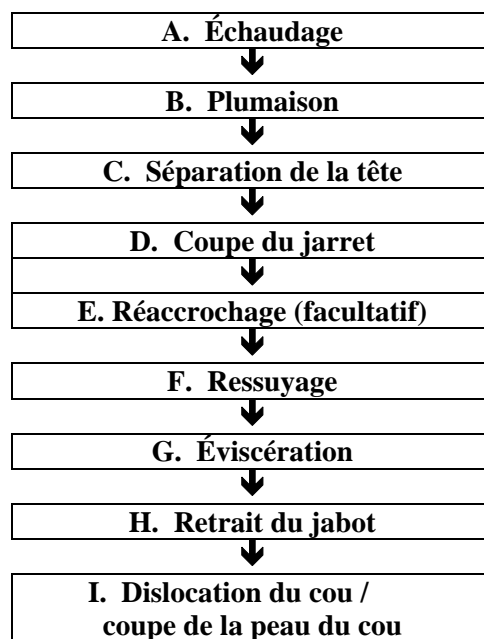 A. Échaudage
B. Plumaison
C. Séparation de la tête
D. Coupe du jarret
E. Réaccrochage (facultatif)
F. Ressuyage
G. Éviscération
H. Retrait du jabot
I. Dislocation du cou /
coupe de la peau du cou